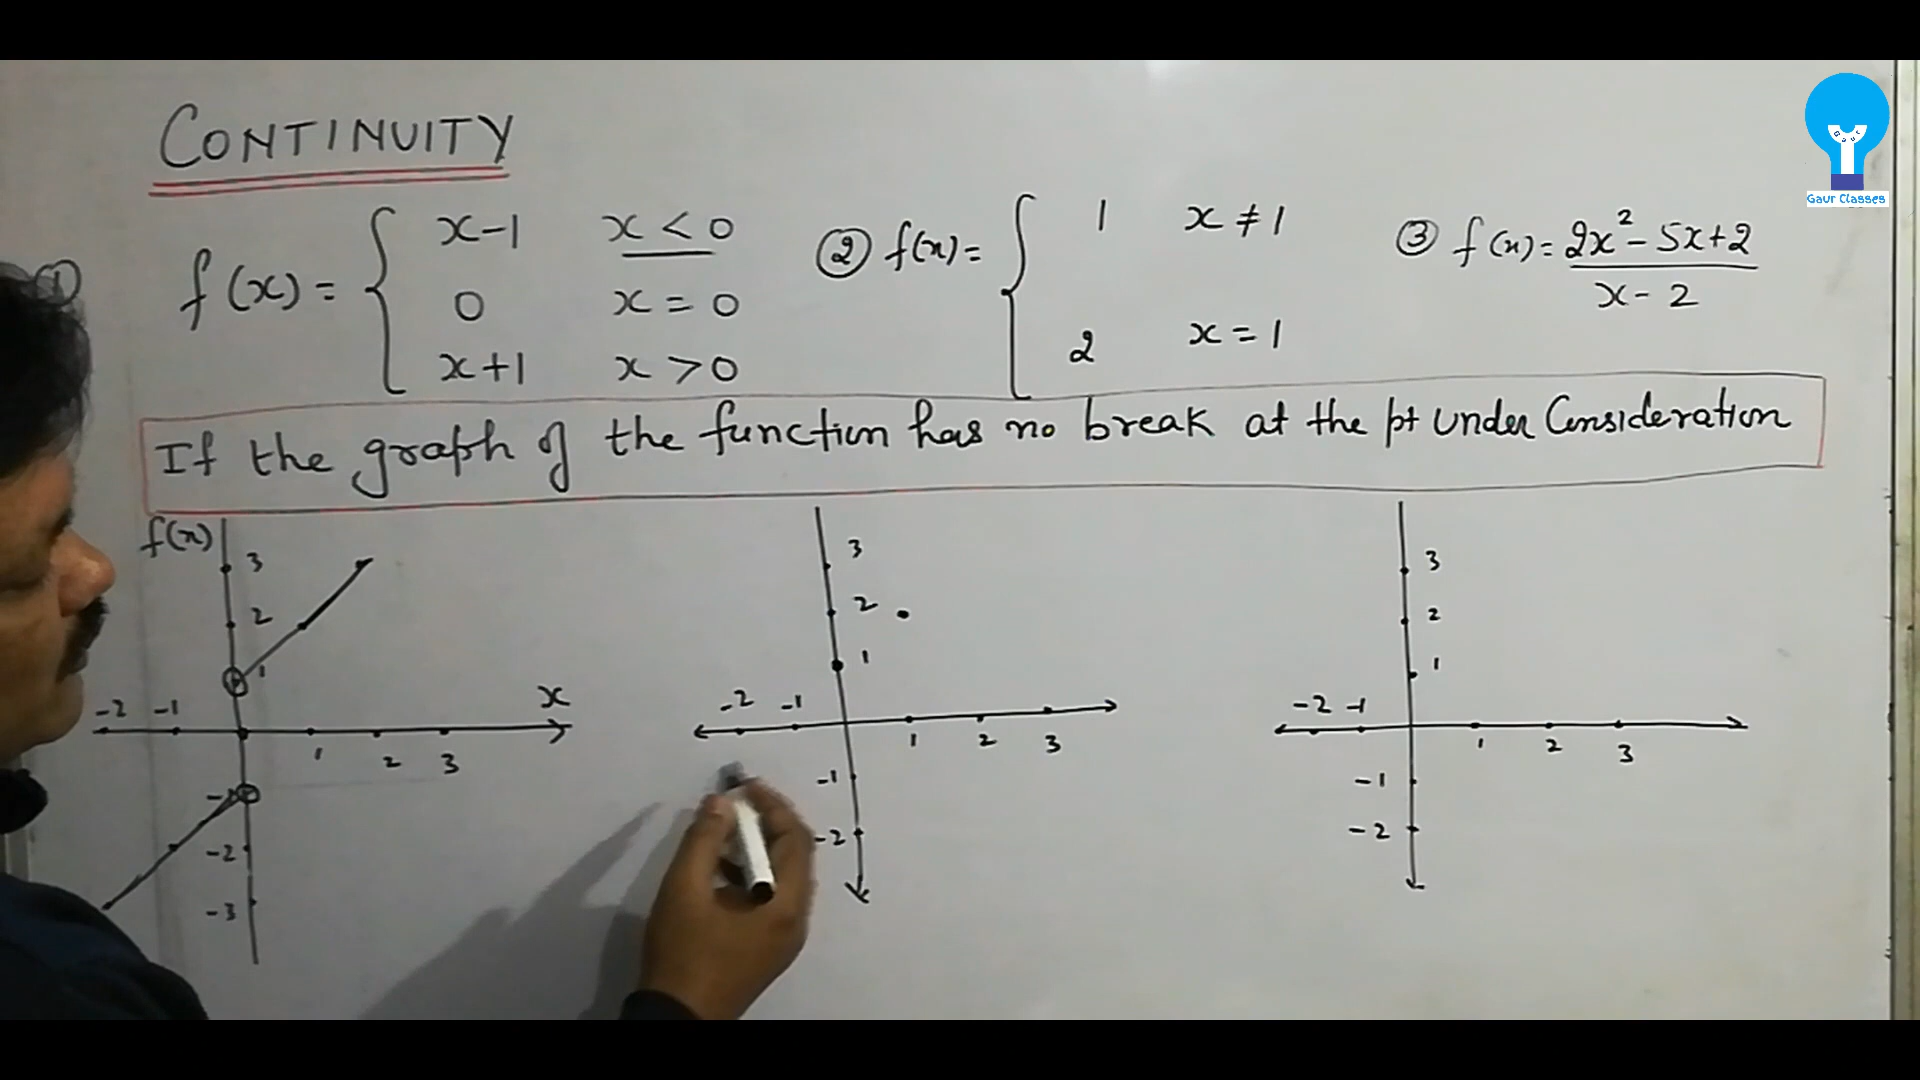 CONTINUITY
① f(x) = { x-1 x < 0
0 x = 0
x+1 x > 0
② f(x) = { 1 x ≠ 1
2 x = 1
③ f(x) = 2x² - 5x + 2
x - 2
Gaur
Gaur Classes
If the graph of the function has no break at the pt under Consideration
f(x)
3
2
1
-2 -1
x
1 2 3
-1
-2
-3
3
2
1
-2 -1
1 2 3
-1
-2
3
2
1
-2 -1
1 2 3
-1
-2